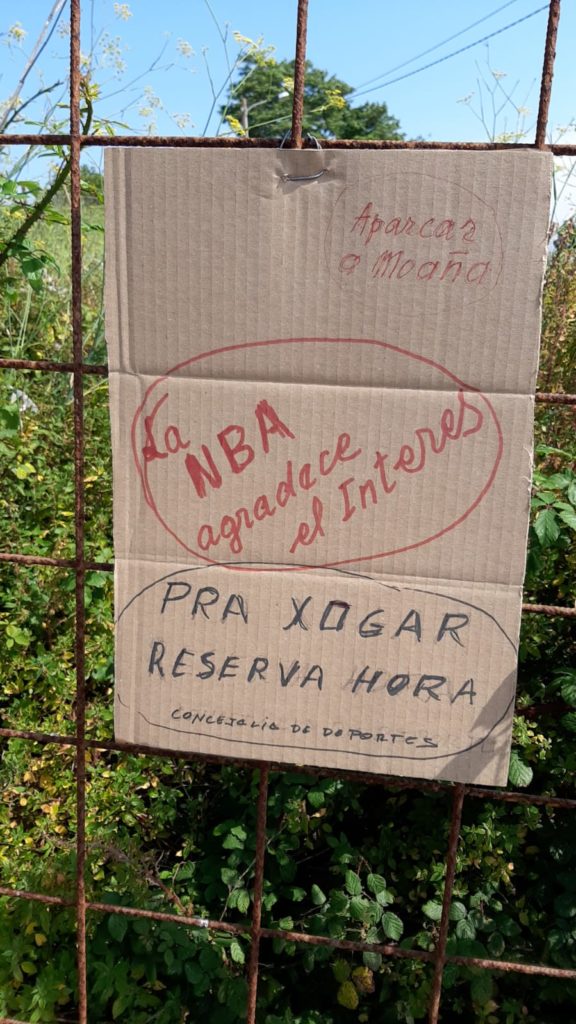 Aparcar
a Moaña
La
NBA
agradece
el Interes
PRA XOGAR
RESERVA HORA
CONCEJALIA DE DEPORTES